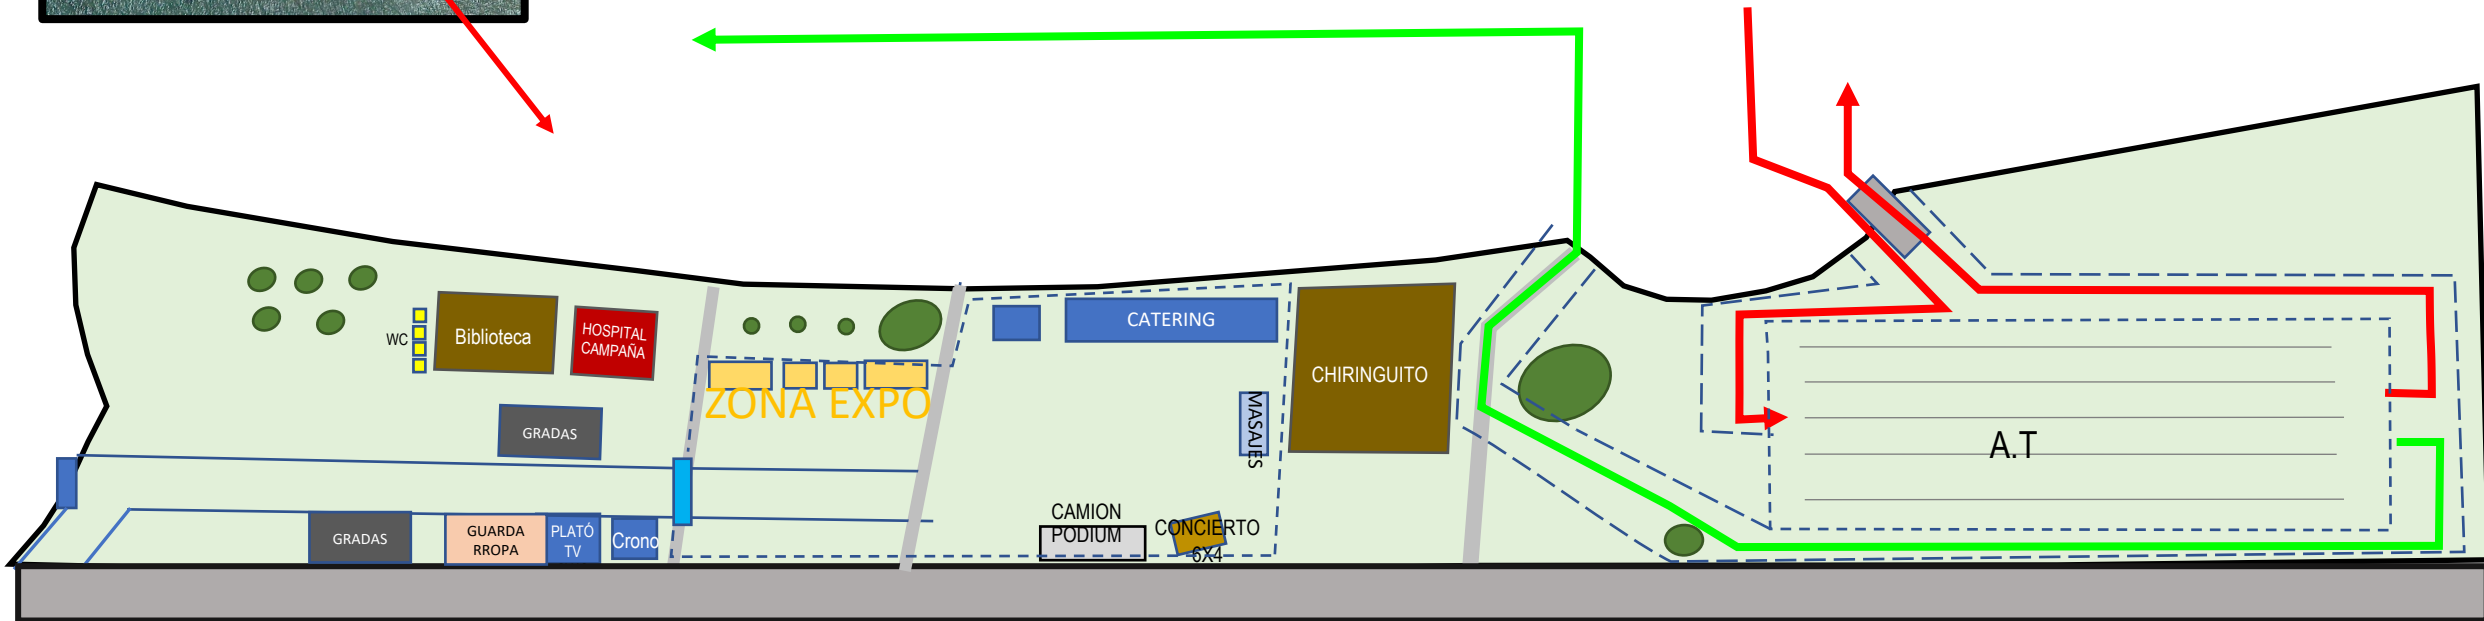 WC
Biblioteca
HOSPITAL
CAMPAÑA
GRADAS
ZONA EXPO
CATERING
CHIRINGUITO
MASAJES
A.T
GRADAS
GUARDA
RROPA
PLATÓ
TV
Crono
CAMION
PODIUM
CONCIERTO
6X4